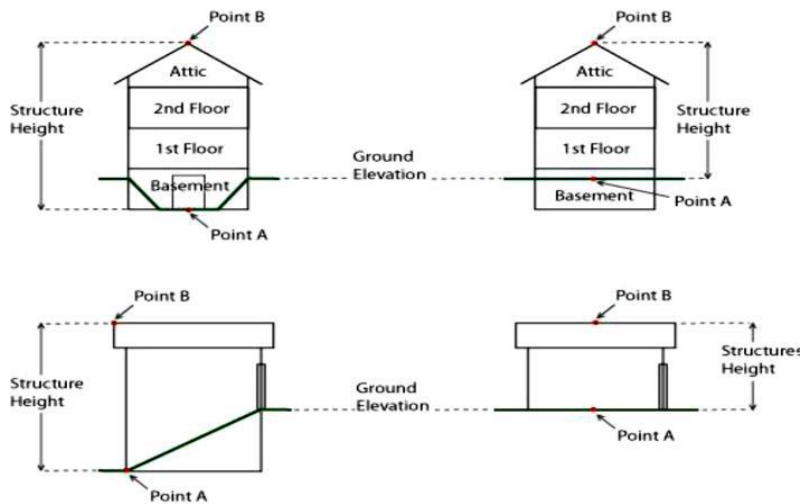 Point B
Attic
2nd Floor
1st Floor
Basement
Structure
Height
Point A
Ground
Elevation
Point B
Attic
2nd Floor
1st Floor
Basement
Structure
Height
Point A
Point B
Structure
Height
Point A
Ground
Elevation
Point B
Structures
Height
Point A